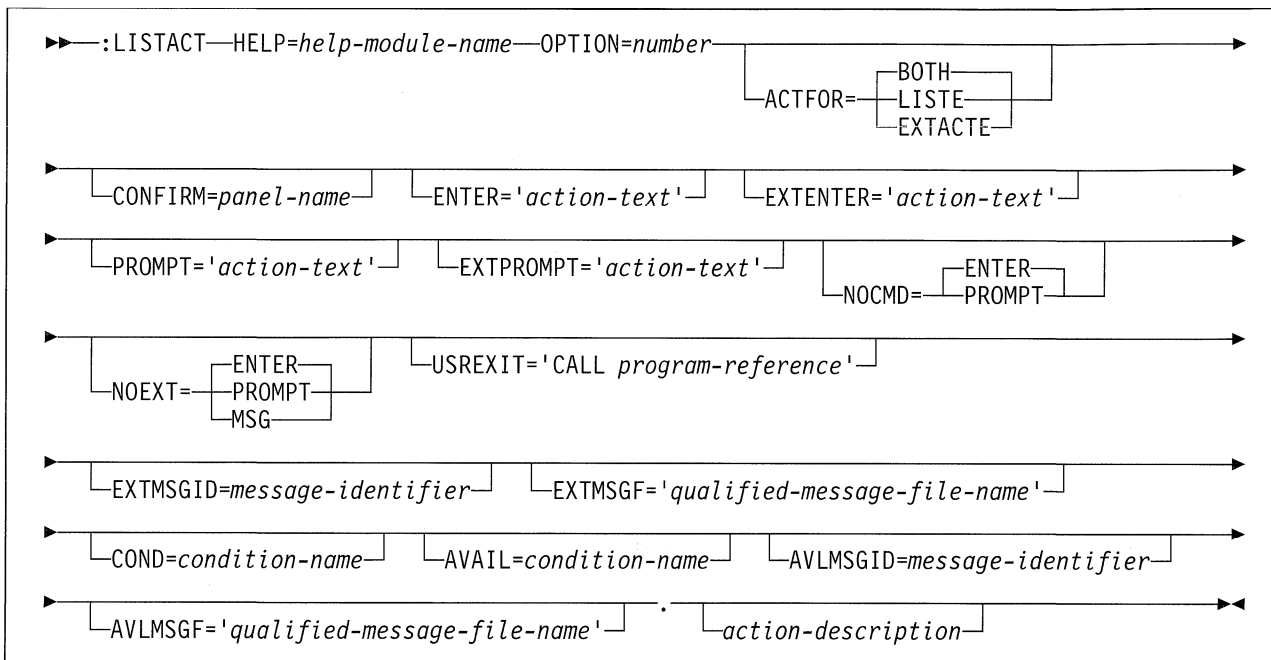 :LISTACT HELP=help-module-name OPTION=number
BOTH
ACTFOR= LISTE
EXTACTE
CONFIRM=panel-name ENTER='action-text' EXTENTER='action-text'
PROMPT='action-text' EXTPROMPT='action-text' ENTER
NOCMD= PROMPT
ENTER USREXIT='CALL program-reference'
NOEXT= PROMPT
MSG
EXTMSGID=message-identifier EXTMSGF='qualified-message-file-name'
COND=condition-name AVAIL=condition-name AVLMSGID=message-identifier
AVLMSGF='qualified-message-file-name' . action-description